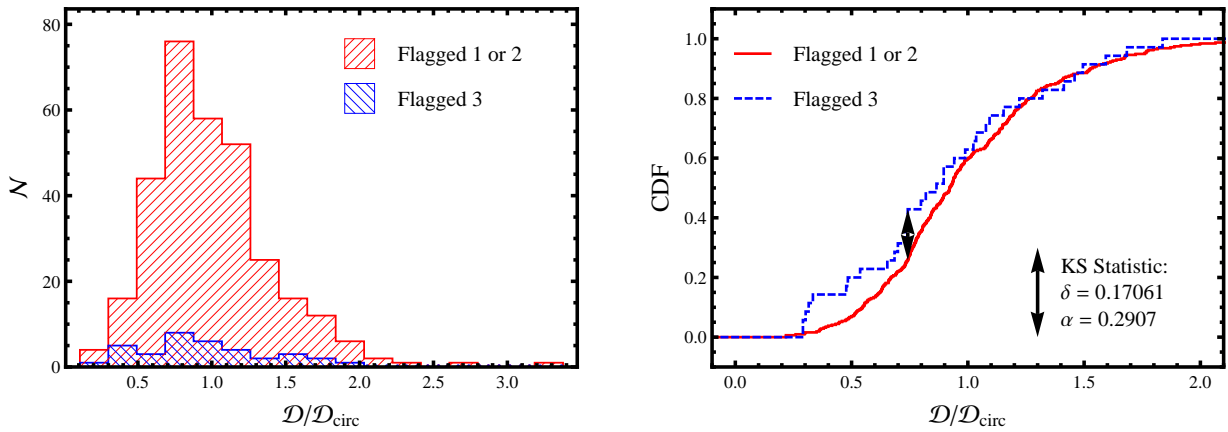 80
60
40
20
0
𝒩
Flagged 1 or 2
Flagged 3
0.5 1.0 1.5 2.0 2.5 3.0
𝒟/𝒟circ
1.0
0.8
0.6
0.4
0.2
0.0
CDF
Flagged 1 or 2
Flagged 3
KS Statistic:
δ = 0.17061
α = 0.2907
0.0 0.5 1.0 1.5 2.0
𝒟/𝒟circ